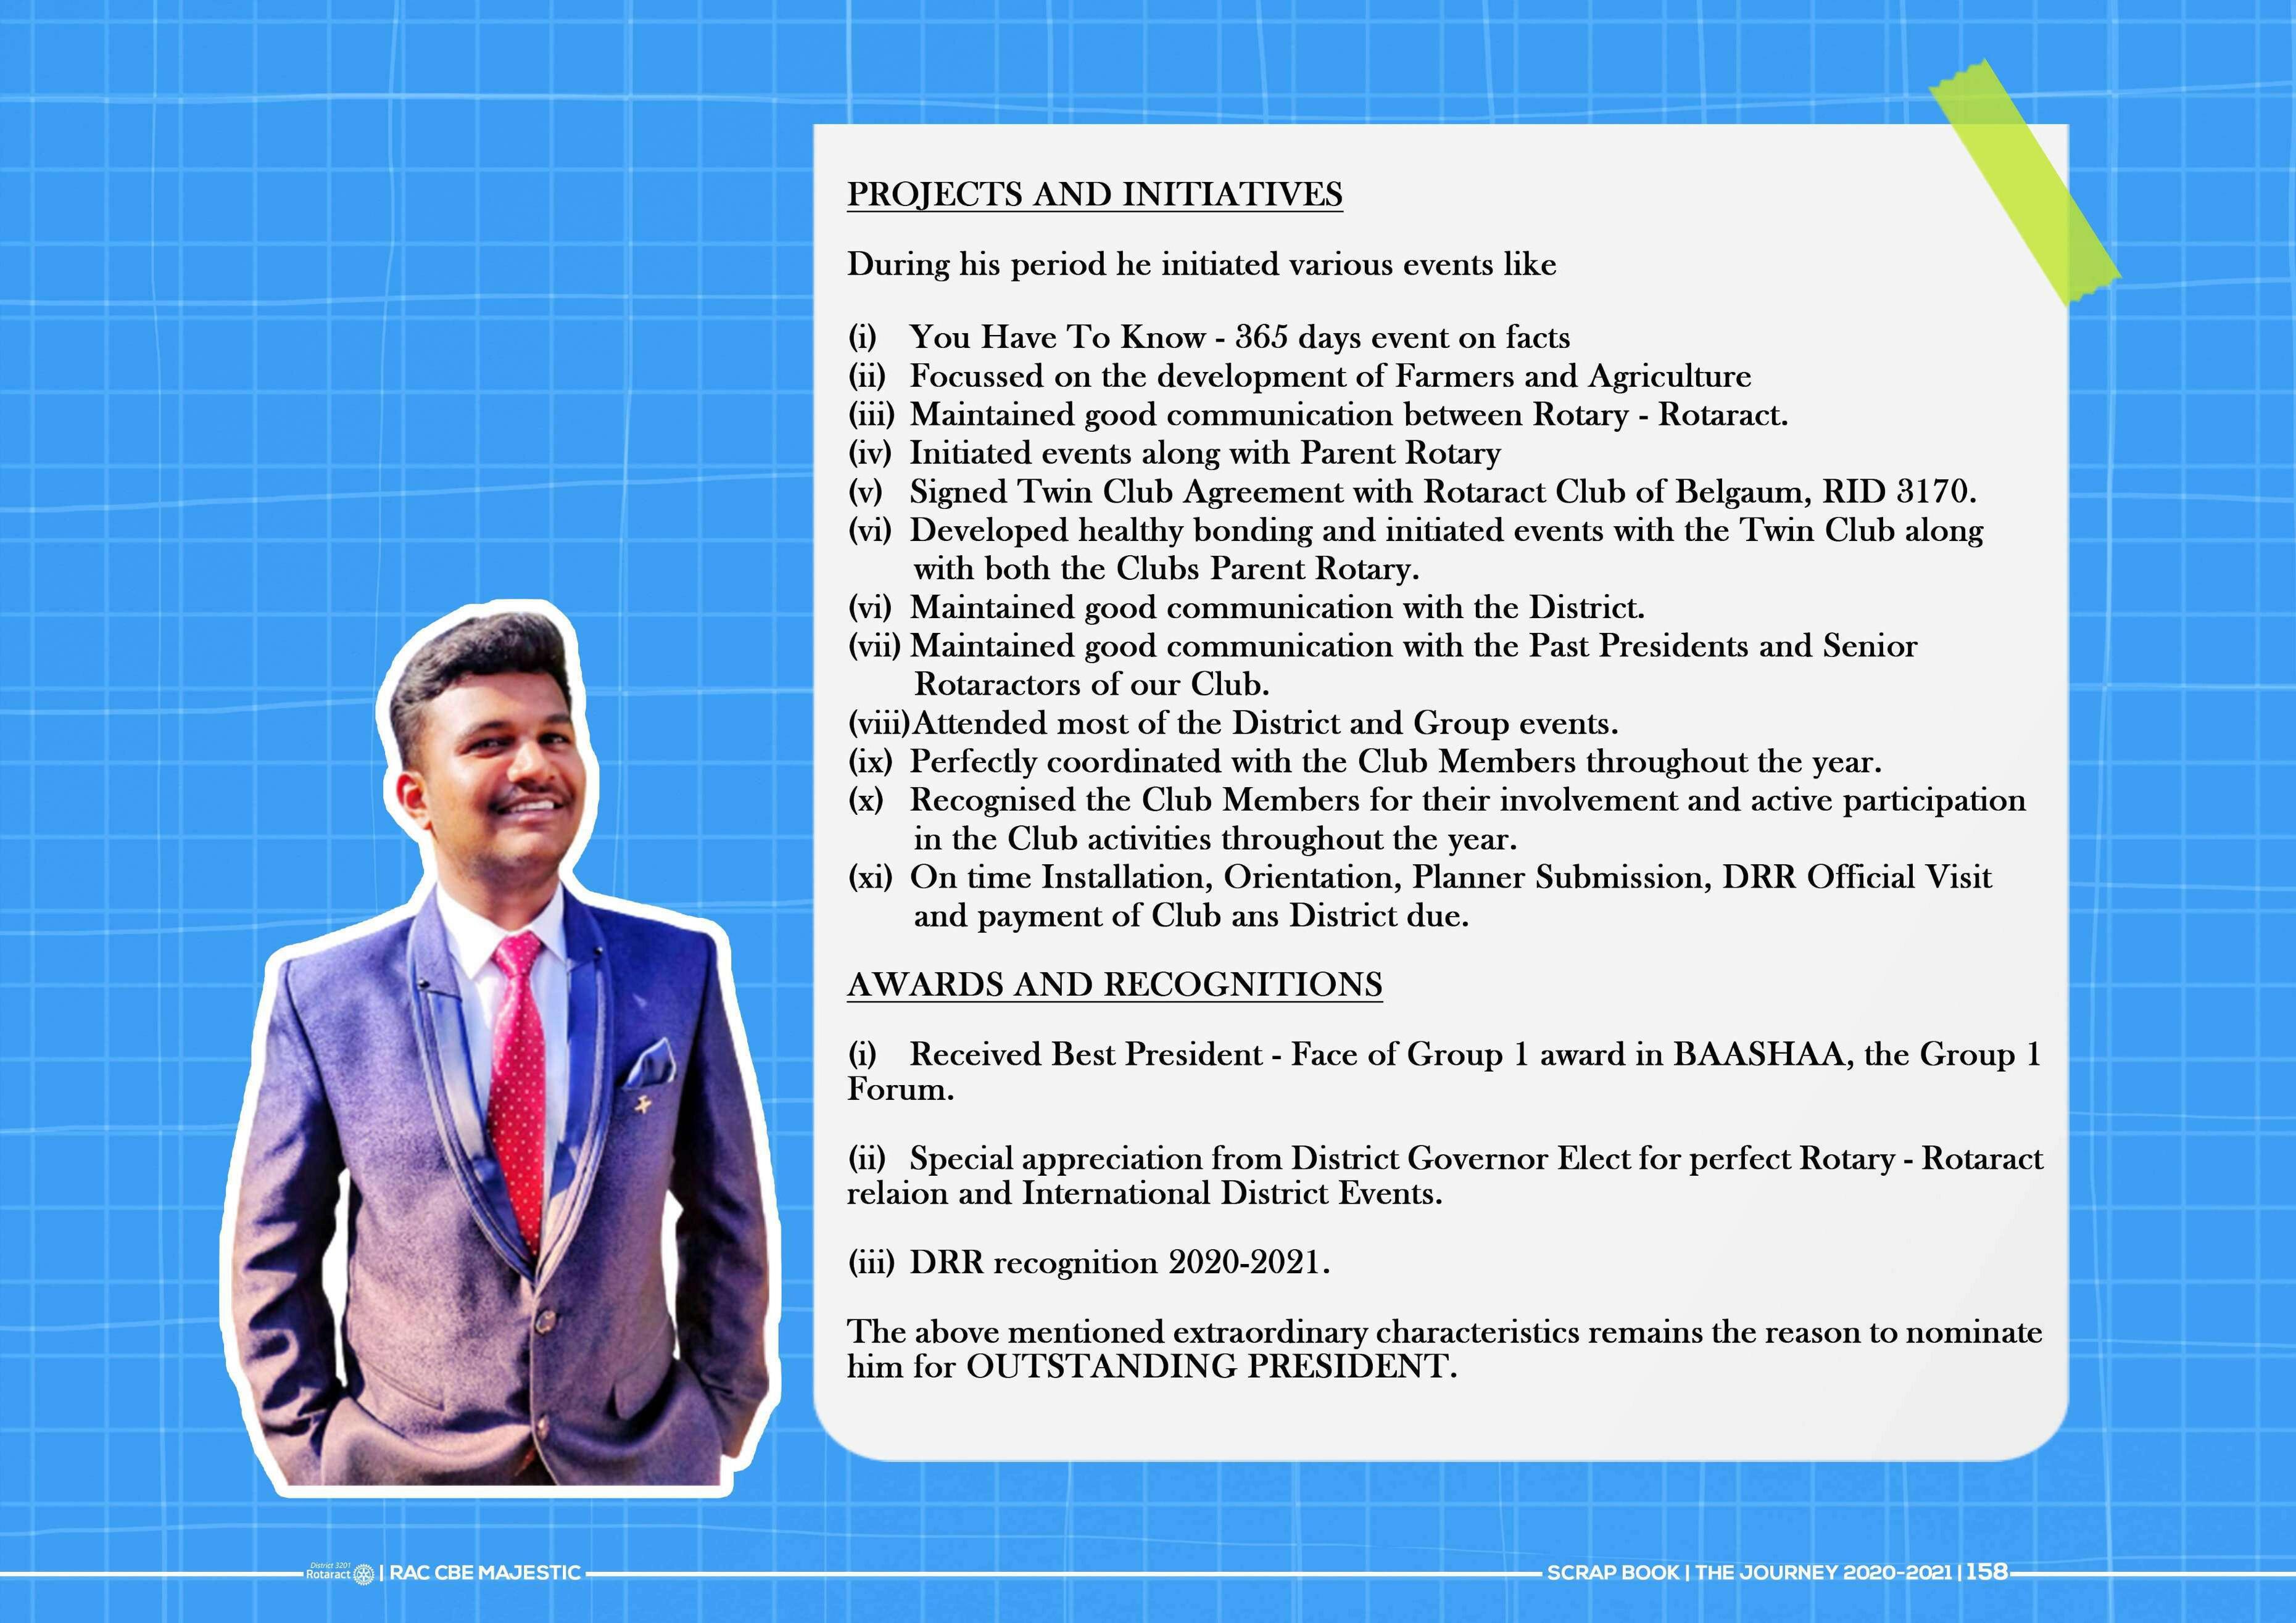 PROJECTS AND INITIATIVES
During his period he initiated various events like
(i) You Have To Know - 365 days event on facts
(ii) Focussed on the development of Farmers and Agriculture
(iii) Maintained good communication between Rotary - Rotaract.
(iv) Initiated events along with Parent Rotary
(v) Signed Twin Club Agreement with Rotaract Club of Belgaum, RID 3170.
(vi) Developed healthy bonding and initiated events with the Twin Club along
with both the Clubs Parent Rotary.
(vi) Maintained good communication with the District.
(vii) Maintained good communication with the Past Presidents and Senior
Rotaractors of our Club.
(viii)Attended most of the District and Group events.
(ix) Perfectly coordinated with the Club Members throughout the year.
(x) Recognised the Club Members for their involvement and active participation
in the Club activities throughout the year.
(xi) On time Installation, Orientation, Planner Submission, DRR Official Visit
and payment of Club ans District due.
AWARDS AND RECOGNITIONS
(i) Received Best President - Face of Group 1 award in BAASHAA, the Group 1
Forum.
(ii) Special appreciation from District Governor Elect for perfect Rotary - Rotaract
relaion and International District Events.
(iii) DRR recognition 2020-2021.
The above mentioned extraordinary characteristics remains the reason to nominate
him for OUTSTANDING PRESIDENT.
District 3201
Rotaract | RAC CBE MAJESTIC
SCRAP BOOK | THE JOURNEY 2020-2021 | 158